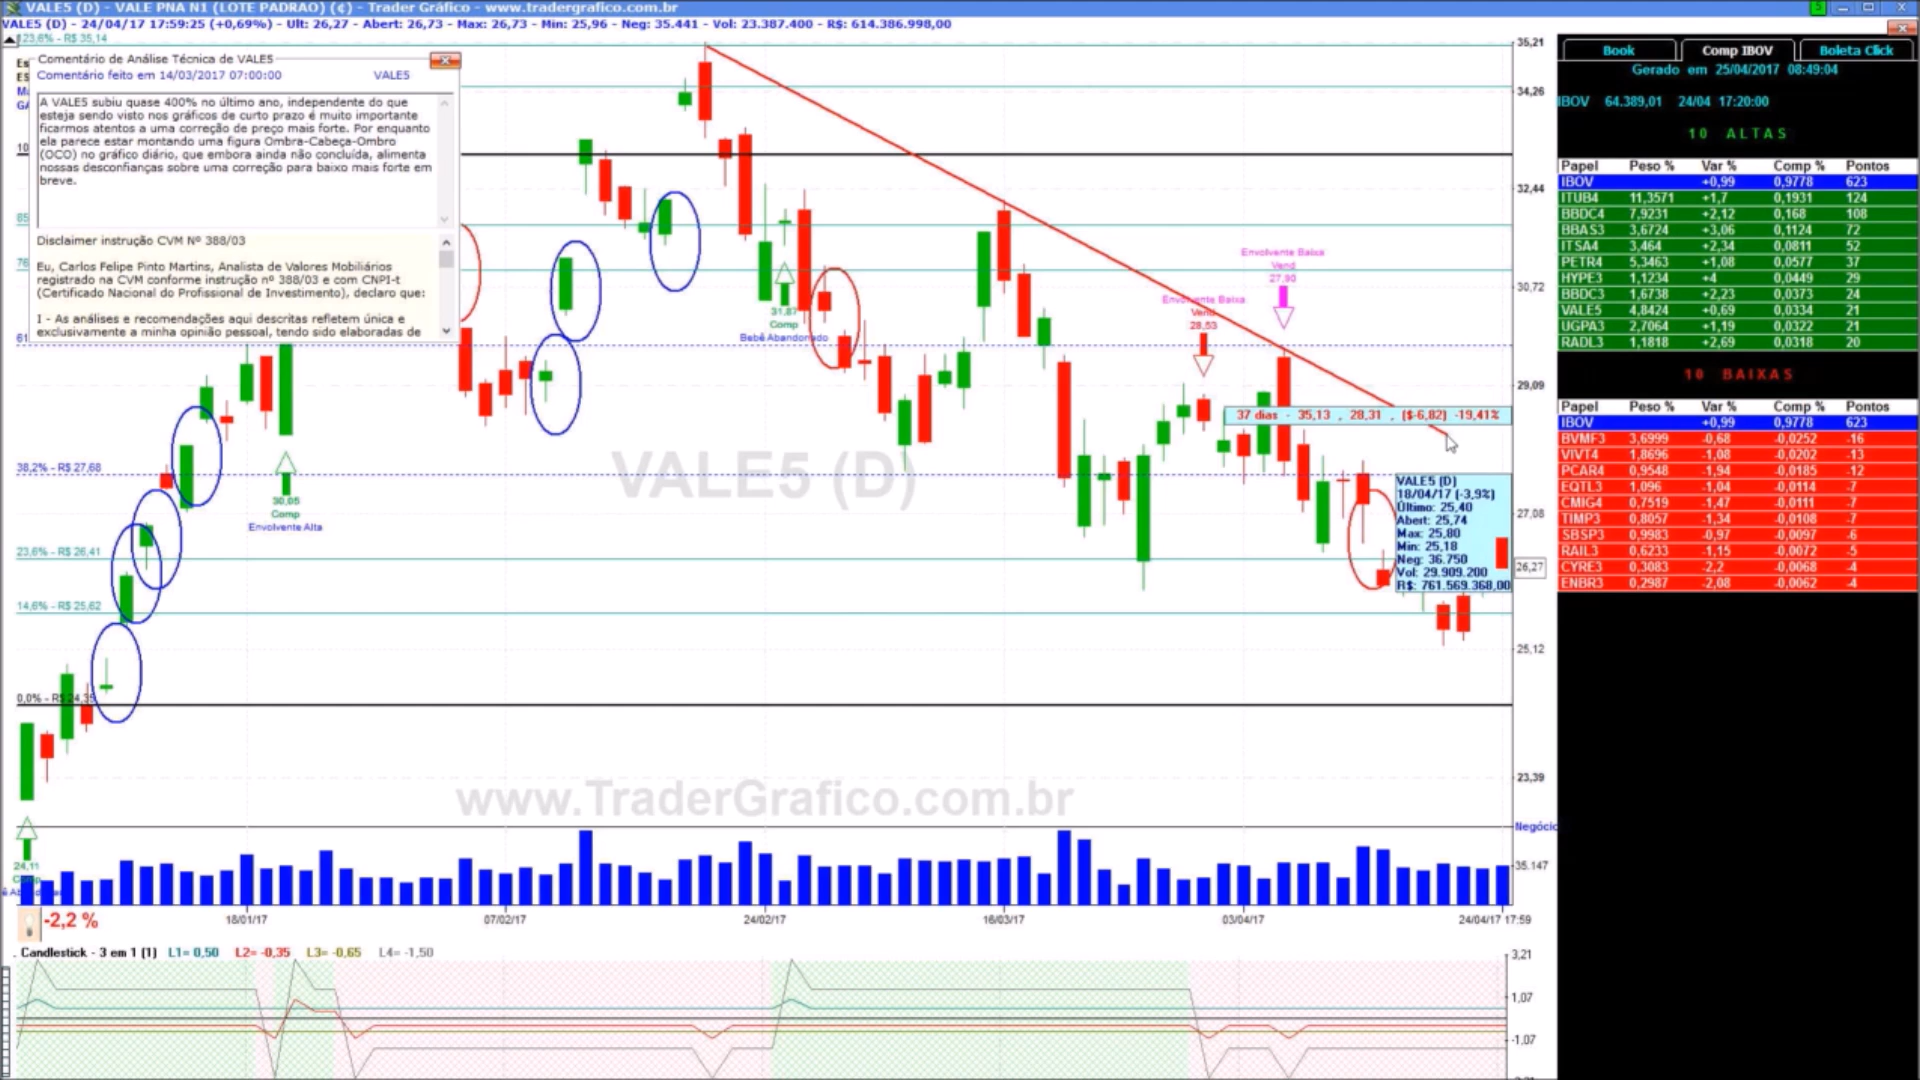 VALE5 (D) - VALE PNA N1 (LOTE PADRAO) (¢) - Trader Gráfico - www.tradergrafico.com.br
VALE5 (D) - 24/04/17 17:59:25 (+0,69%) - Ult: 26,27 - Abert: 26,73 - Max: 26,73 - Min: 25,96 - Neg: 35.441 - Vol: 23.387.400 - R$: 614.386.998,00
123,6% - R$ 35,14
Comentário de Análise Técnica de VALE5
Comentário feito em 14/03/2017 07:00:00 VALE5
A VALE5 subiu quase 400% no último ano, independente do que
esteja sendo visto nos gráficos de curto prazo é muito importante
ficarmos atentos a uma correção de preço mais forte. Por enquanto
ela parece estar montando uma figura Ombra-Cabeça-Ombro
(OCO) no gráfico diário, que embora ainda não concluída, alimenta
nossas desconfianças sobre uma correção para baixo mais forte em
breve.
Disclaimer instrução CVM Nº 388/03
Eu, Carlos Felipe Pinto Martins, Analista de Valores Mobiliários
registrado na CVM conforme instrução nº 388/03 e com CNPI-t
(Certificado Nacional do Profissional de Investimento), declaro que:
I - As análises e recomendações aqui descritas refletem única e
exclusivamente a minha opinião pessoal, tendo sido elaboradas de
38,2% - R$ 27,68
23,6% - R$ 26,41
14,6% - R$ 25,62
0,0% - R$ 24,35
30,05
Comp
Envolvente Alta
31,87
Comp
Bebê Abandonado
Envolvente Baixa
Vend
28,53
Envolvente Baixa
Vend
27,90
37 dias - 35,13 , 28,31 , ($-6,82) -19,41%
VALE5 (D)
18/04/17 (-3,9%)
Último: 25,40
Abert: 25,74
Max: 25,80
Min: 25,18
Neg: 36.750
Vol: 29.909.200
R$: 761.569.368,00
VALE5 (D)
www.TraderGrafico.com.br
35,21
34,26
32,44
30,72
29,09
27,08
26,27
25,12
23,39
Negócio
35.147
24,11
-2,2 %
18/01/17 07/02/17 24/02/17 16/03/17 03/04/17 24/04/17 17:59
. Candlestick - 3 em 1 (1) L1= 0,50 L2= -0,35 L3= -0,65 L4= -1,50
3,21
1,07
-1,07
Book Comp IBOV Boleta Click
Gerado em 25/04/2017 08:49:04
IBOV 64.389,01 24/04 17:20:00
10 ALTAS
Papel Peso % Var % Comp % Pontos
IBOV +0,99 0,9778 623
ITUB4 11,3571 +1,7 0,1931 124
BBDC4 7,9231 +2,12 0,168 108
BBAS3 3,6724 +3,06 0,1124 72
ITSA4 3,464 +2,34 0,0811 52
PETR4 5,3463 +1,08 0,0577 37
HYPE3 1,1234 +4 0,0449 29
BBDC3 1,6738 +2,23 0,0373 24
VALE5 4,8424 +0,69 0,0334 21
UGPA3 2,7064 +1,19 0,0322 21
RADL3 1,1818 +2,69 0,0318 20
10 BAIXAS
Papel Peso % Var % Comp % Pontos
IBOV +0,99 0,9778 623
BVMF3 3,6999 -0,68 -0,0252 -16
VIVT4 1,8696 -1,08 -0,0202 -13
PCAR4 0,9548 -1,94 -0,0185 -12
EQTL3 1,096 -1,04 -0,0114 -7
CMIG4 0,7519 -1,47 -0,0111 -7
TIMP3 0,8057 -1,34 -0,0108 -7
SBSP3 0,9983 -0,97 -0,0097 -6
RAIL3 0,6233 -1,15 -0,0072 -5
CYRE3 0,3083 -2,2 -0,0068 -4
ENBR3 0,2987 -2,08 -0,0062 -4